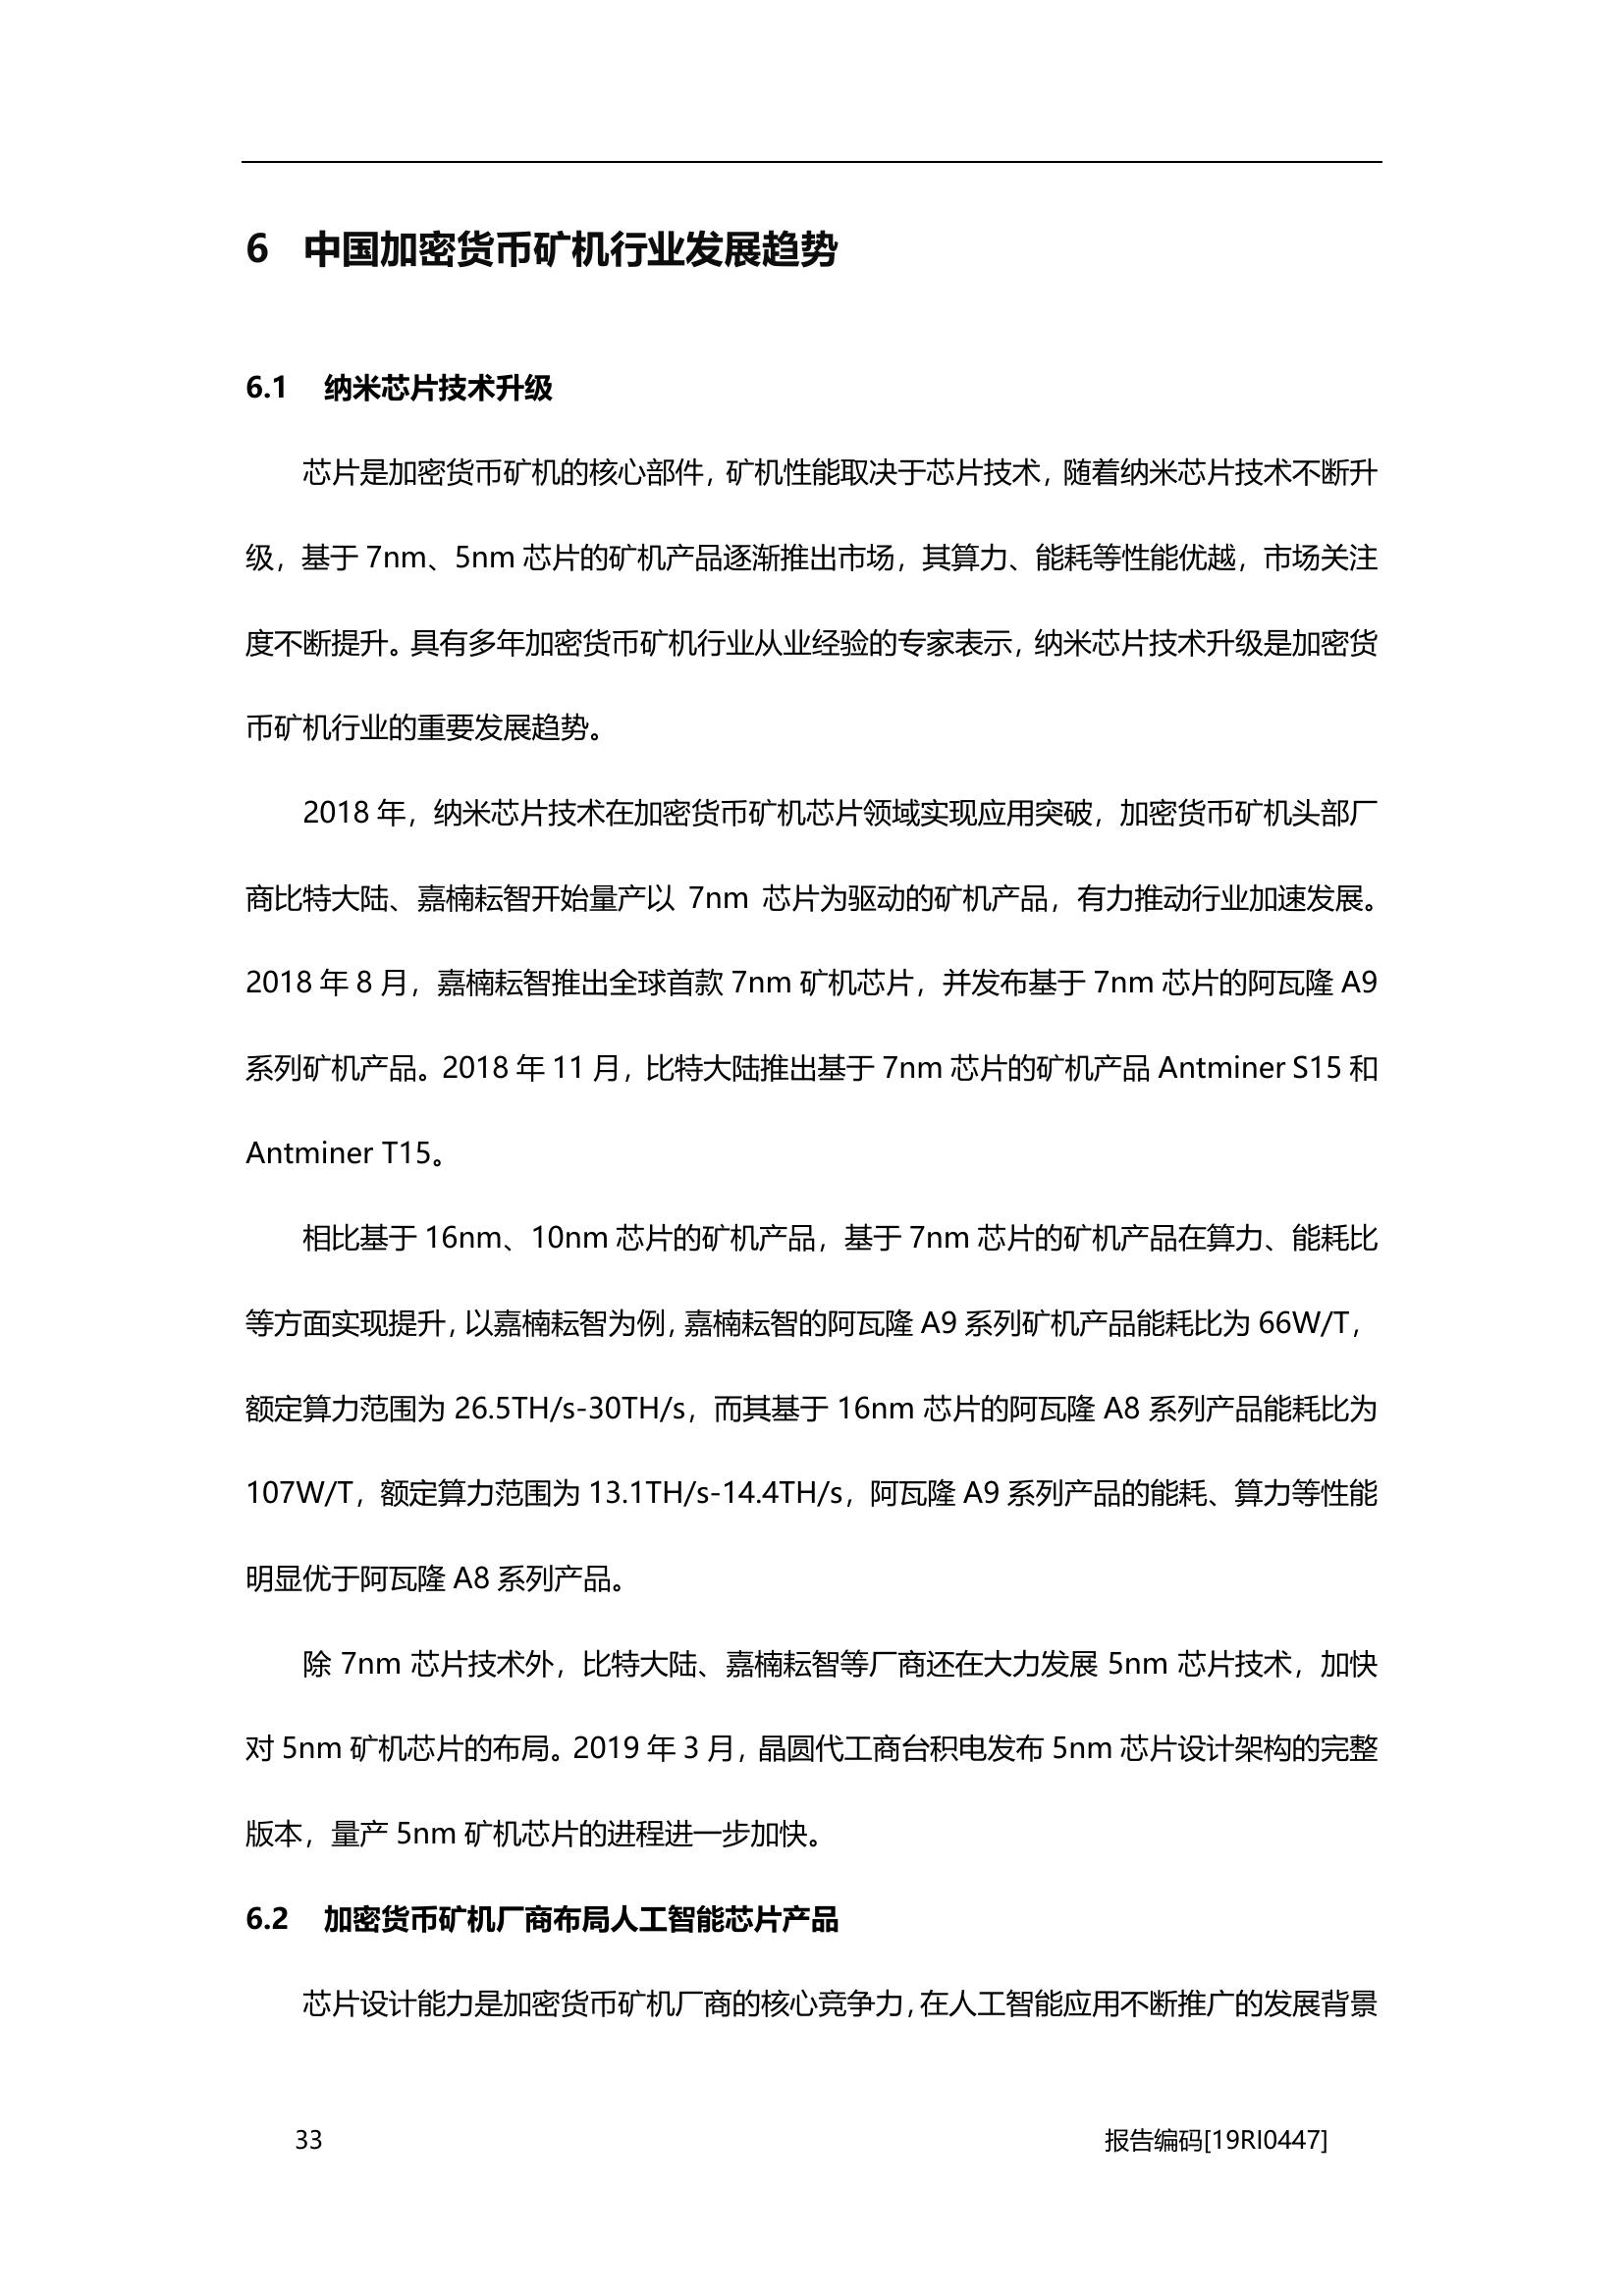 6 中国加密货币矿机行业发展趋势
6.1 纳米芯片技术升级
芯片是加密货币矿机的核心部件，矿机性能取决于芯片技术，随着纳米芯片技术不断升
级，基于 7nm、5nm 芯片的矿机产品逐渐推出市场，其算力、能耗等性能优越，市场关注
度不断提升。具有多年加密货币矿机行业从业经验的专家表示，纳米芯片技术升级是加密货
币矿机行业的重要发展趋势。
2018 年，纳米芯片技术在加密货币矿机芯片领域实现应用突破，加密货币矿机头部厂
商比特大陆、嘉楠耘智开始量产以 7nm 芯片为驱动的矿机产品，有力推动行业加速发展。
2018 年 8 月，嘉楠耘智推出全球首款 7nm 矿机芯片，并发布基于 7nm 芯片的阿瓦隆 A9
系列矿机产品。2018 年 11 月，比特大陆推出基于 7nm 芯片的矿机产品 Antminer S15 和
Antminer T15。
相比基于 16nm、10nm 芯片的矿机产品，基于 7nm 芯片的矿机产品在算力、能耗比
等方面实现提升，以嘉楠耘智为例，嘉楠耘智的阿瓦隆 A9 系列矿机产品能耗比为 66W/T，
额定算力范围为 26.5TH/s-30TH/s，而其基于 16nm 芯片的阿瓦隆 A8 系列产品能耗比为
107W/T，额定算力范围为 13.1TH/s-14.4TH/s，阿瓦隆 A9 系列产品的能耗、算力等性能
明显优于阿瓦隆 A8 系列产品。
除 7nm 芯片技术外，比特大陆、嘉楠耘智等厂商还在大力发展 5nm 芯片技术，加快
对 5nm 矿机芯片的布局。2019 年 3 月，晶圆代工商台积电发布 5nm 芯片设计架构的完整
版本，量产 5nm 矿机芯片的进程进一步加快。
6.2 加密货币矿机厂商布局人工智能芯片产品
芯片设计能力是加密货币矿机厂商的核心竞争力，在人工智能应用不断推广的发展背景
33 报告编码[19RI0447]